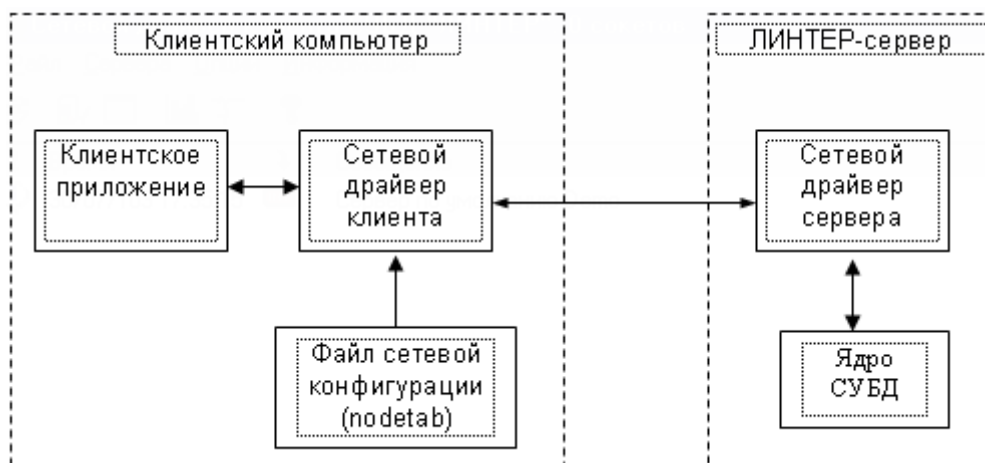 Клиентский компьютер
ЛИНТЕР-сервер
Клиентское
приложение
Сетевой
драйвер
клиента
Сетевой
драйвер
сервера
Файл сетевой
конфигурации
(nodetab)
Ядро
СУБД